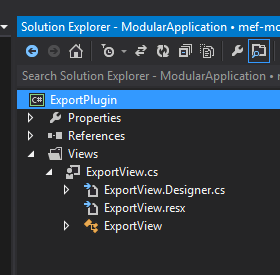 Solution Explorer - ModularApplication • mef-mo
Search Solution Explorer - ModularApplication • m
C# ExportPlugin
Properties
References
Views
ExportView.cs
ExportView.Designer.cs
ExportView.resx
ExportView